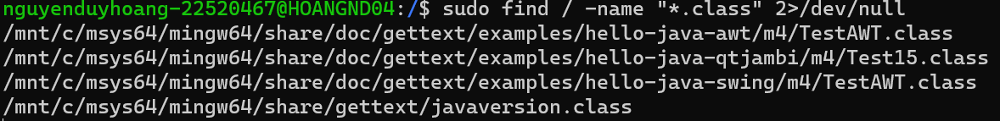 nguyenduyhoang-22520467@HOANGND04:/$ sudo find / -name "*.class" 2>/dev/null
/mnt/c/msys64/mingw64/share/doc/gettext/examples/hello-java-awt/m4/TestAWT.class
/mnt/c/msys64/mingw64/share/doc/gettext/examples/hello-java-qtjambi/m4/Test15.class
/mnt/c/msys64/mingw64/share/doc/gettext/examples/hello-java-swing/m4/TestAWT.class
/mnt/c/msys64/mingw64/share/gettext/javaversion.class